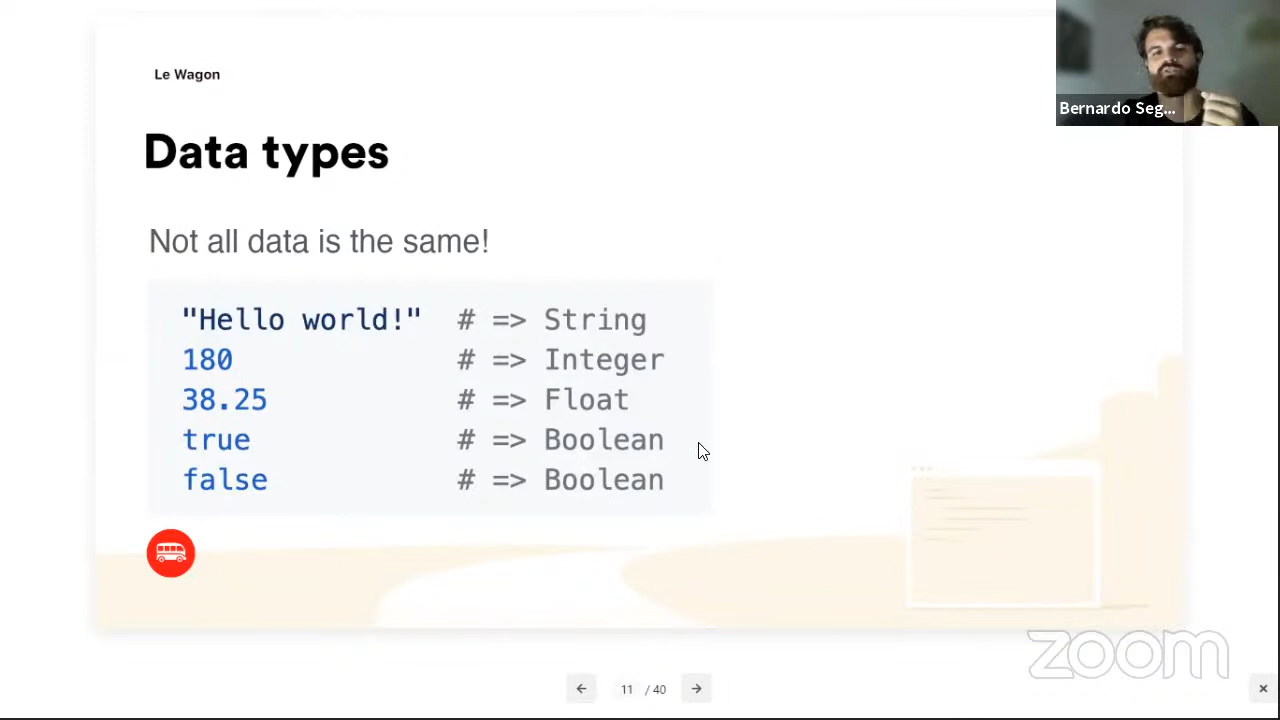 Le Wagon
Bernardo Seg...
Data types
Not all data is the same!
"Hello world!"  # => String
180             # => Integer
38.25           # => Float
true            # => Boolean
false           # => Boolean
zoom
11 / 40